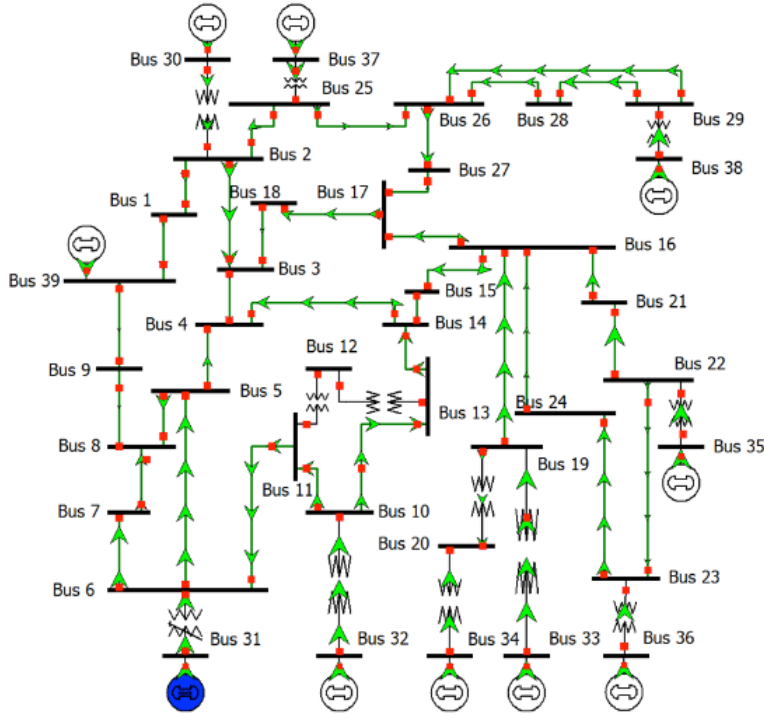 Bus 30
Bus 37
Bus 25
Bus 26
Bus 28
Bus 29
Bus 2
Bus 27
Bus 38
Bus 1
Bus 18
Bus 17
Bus 39
Bus 3
Bus 16
Bus 15
Bus 21
Bus 4
Bus 14
Bus 12
Bus 22
Bus 9
Bus 5
Bus 13
Bus 24
Bus 8
Bus 19
Bus 35
Bus 11
Bus 7
Bus 10
Bus 20
Bus 6
Bus 23
Bus 31
Bus 32
Bus 34
Bus 33
Bus 36